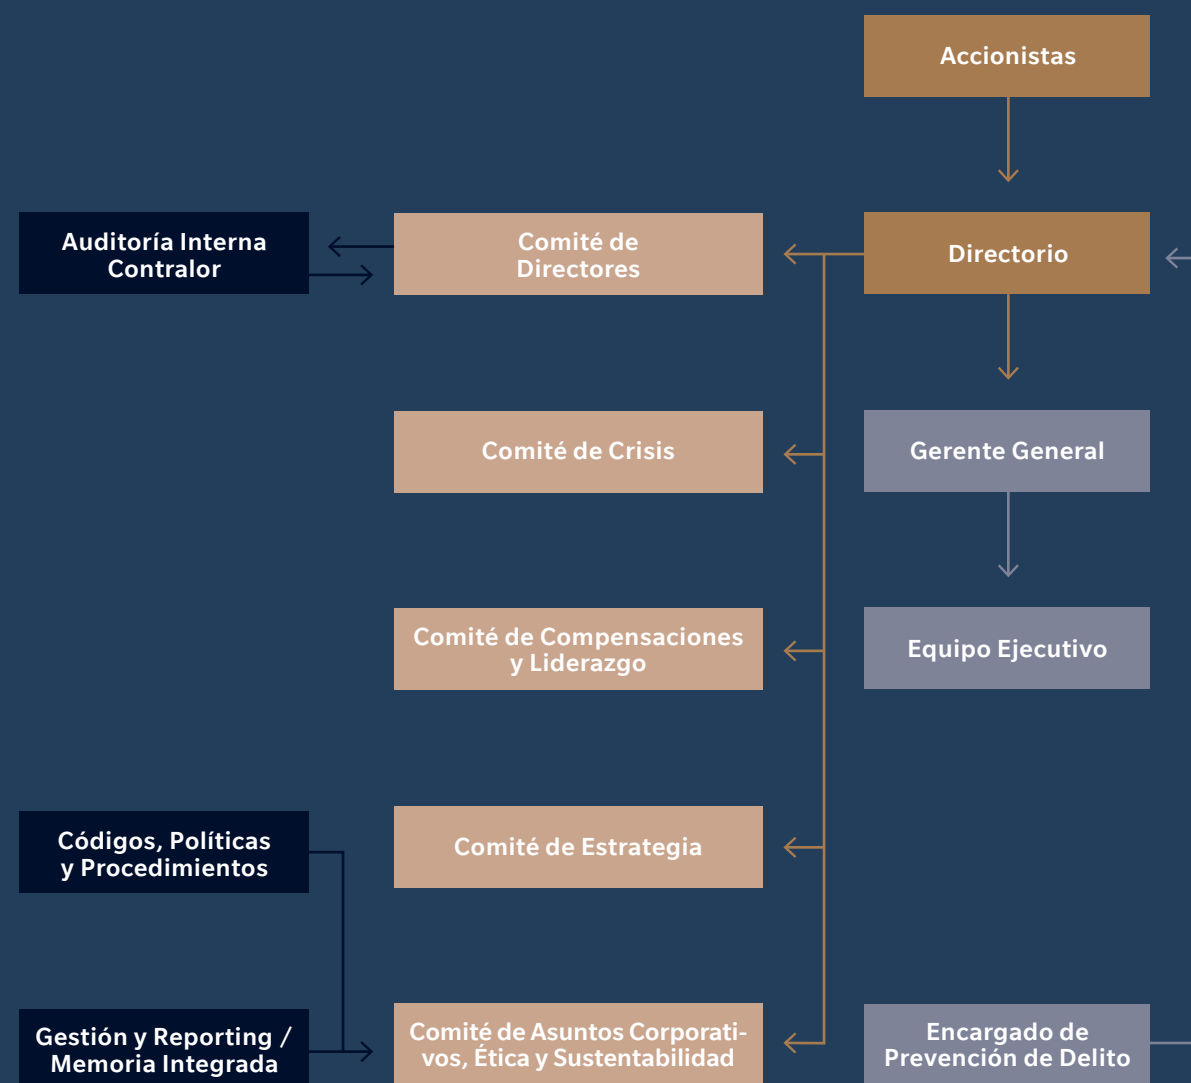 Accionistas
Auditoría Interna
Contralor
Comité de
Directores
Directorio
Comité de Crisis
Gerente General
Comité de Compensaciones
y Liderazgo
Equipo Ejecutivo
Códigos, Políticas
y Procedimientos
Comité de Estrategia
Gestión y Reporting /
Memoria Integrada
Comité de Asuntos Corporati-
vos, Ética y Sustentabilidad
Encargado de
Prevención de Delito